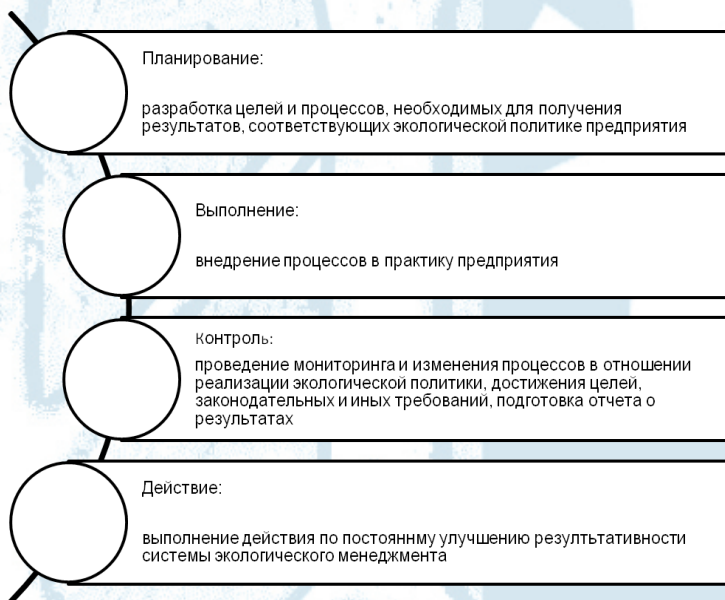 Планирование:
разработка целей и процессов, необходимых для получения
результатов, соответствующих экологической политике предприятия
Выполнение:
внедрение процессов в практику предприятия
Контроль:
проведение мониторинга и изменения процессов в отношении
реализации экологической политики, достижения целей,
законодательных и иных требований, подготовка отчета о
результатах
Действие:
выполнение действия по постояннму улучшению резултьтативности
системы экологического менеджмента